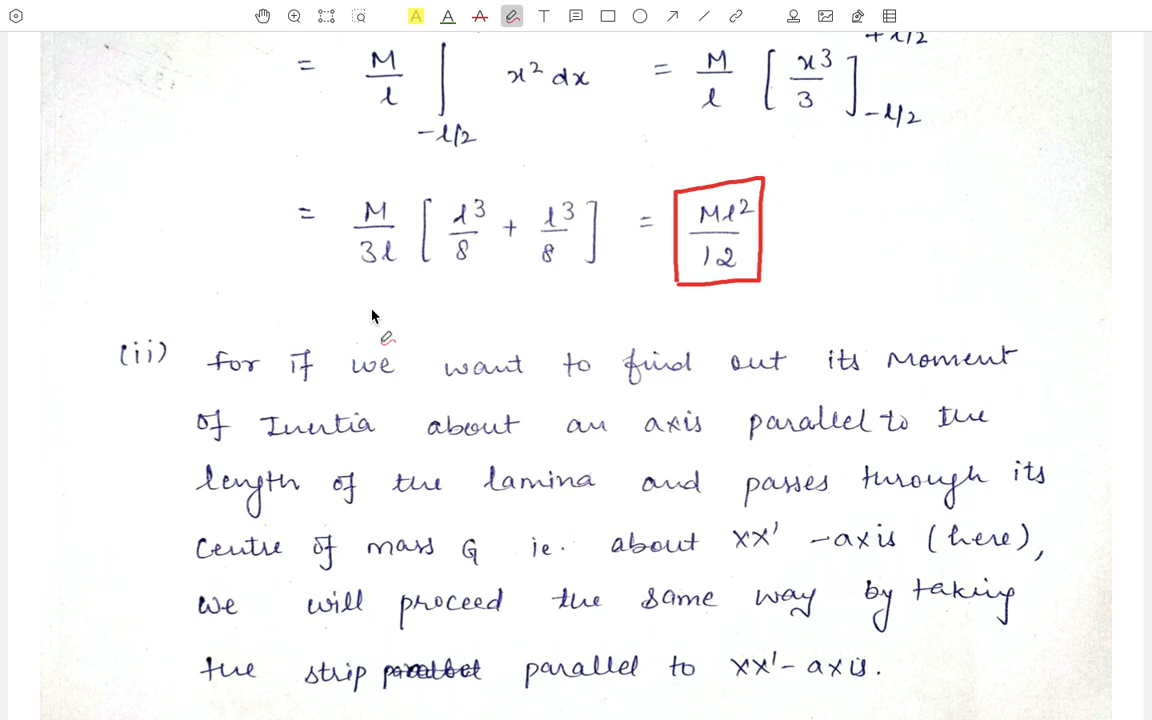 A A A T
+l/2
= M/l ∫ x² dx = M/l [ x³/3 ]
-l/2 -l/2
= M/3l [ l³/8 + l³/8 ] = Ml²/12
(ii) For if we want to find out its Moment
of Inertia about an axis parallel to the
length of the lamina and passes through its
Centre of mass G ie. about XX' -axis (here),
we will proceed the same way by taking
the strip parallel to XX'-axis.